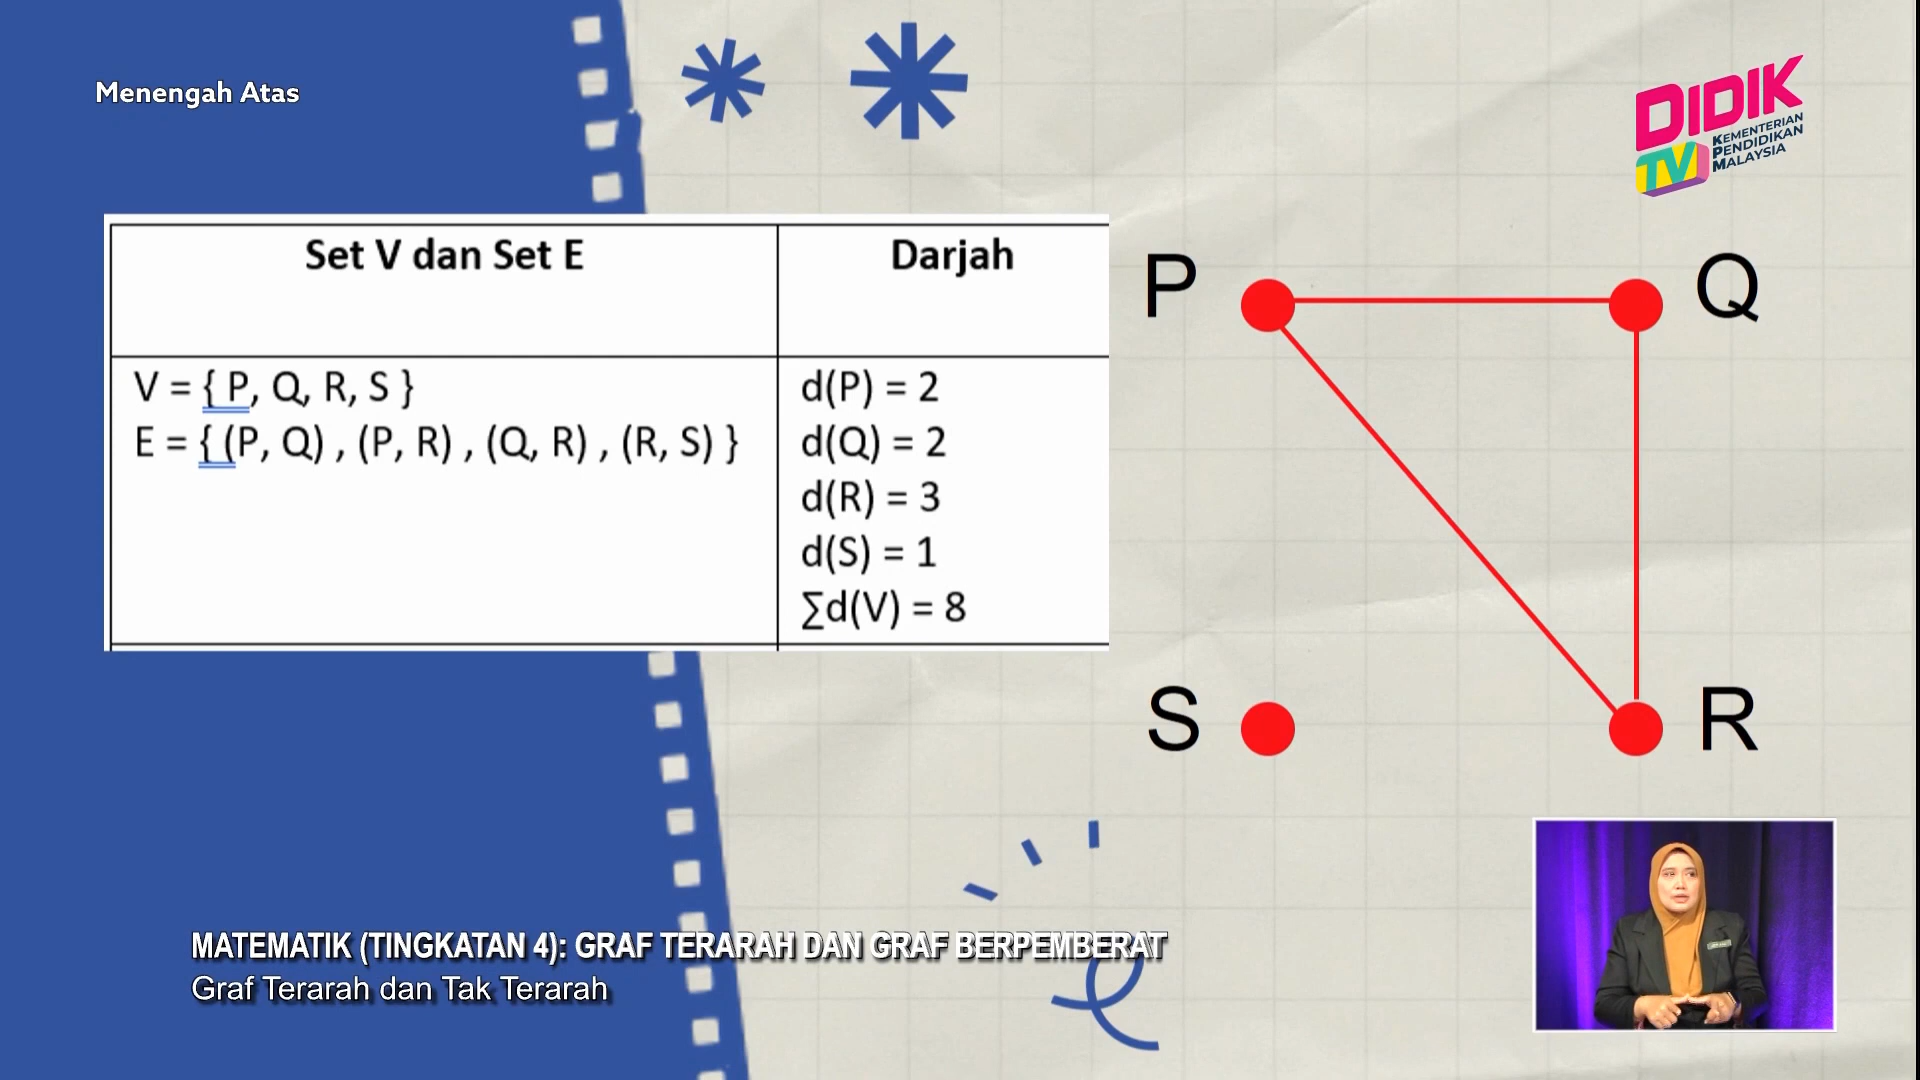 Menengah Atas
DIDIK
TV
KEMENTERIAN
PENDIDIKAN
MALAYSIA
Set V dan Set E
Darjah
V = { P, Q, R, S }
E = { (P, Q) , (P, R) , (Q, R) , (R, S) }
d(P) = 2
d(Q) = 2
d(R) = 3
d(S) = 1
∑d(V) = 8
P
Q
S
R
MATEMATIK (TINGKATAN 4): GRAF TERARAH DAN GRAF BERPEMBERAT
Graf Terarah dan Tak Terarah